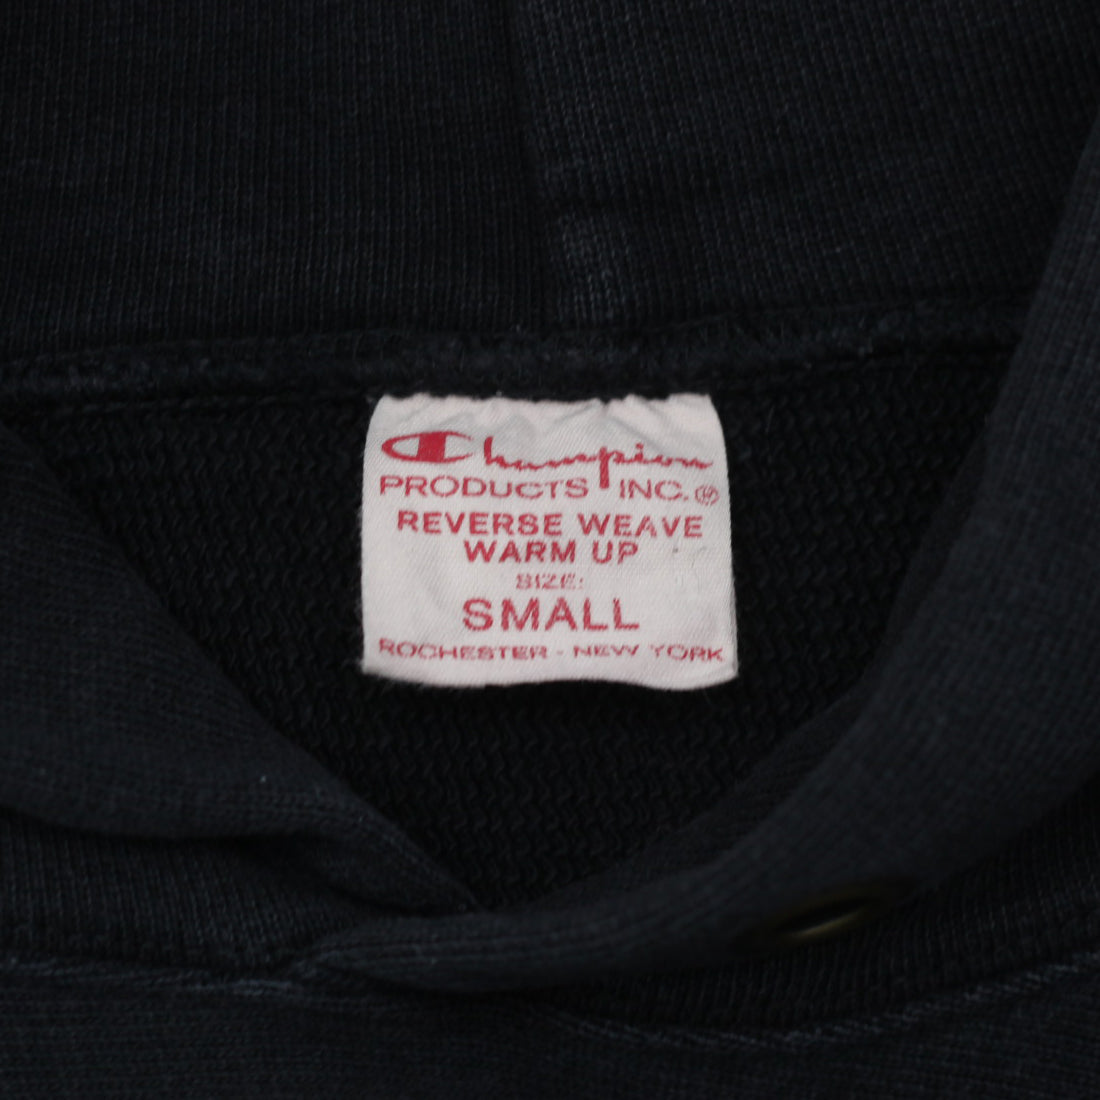 Champion
PRODUCTS INC.®
REVERSE WEAVE
WARM UP
SIZE:
SMALL
ROCHESTER - NEW YORK